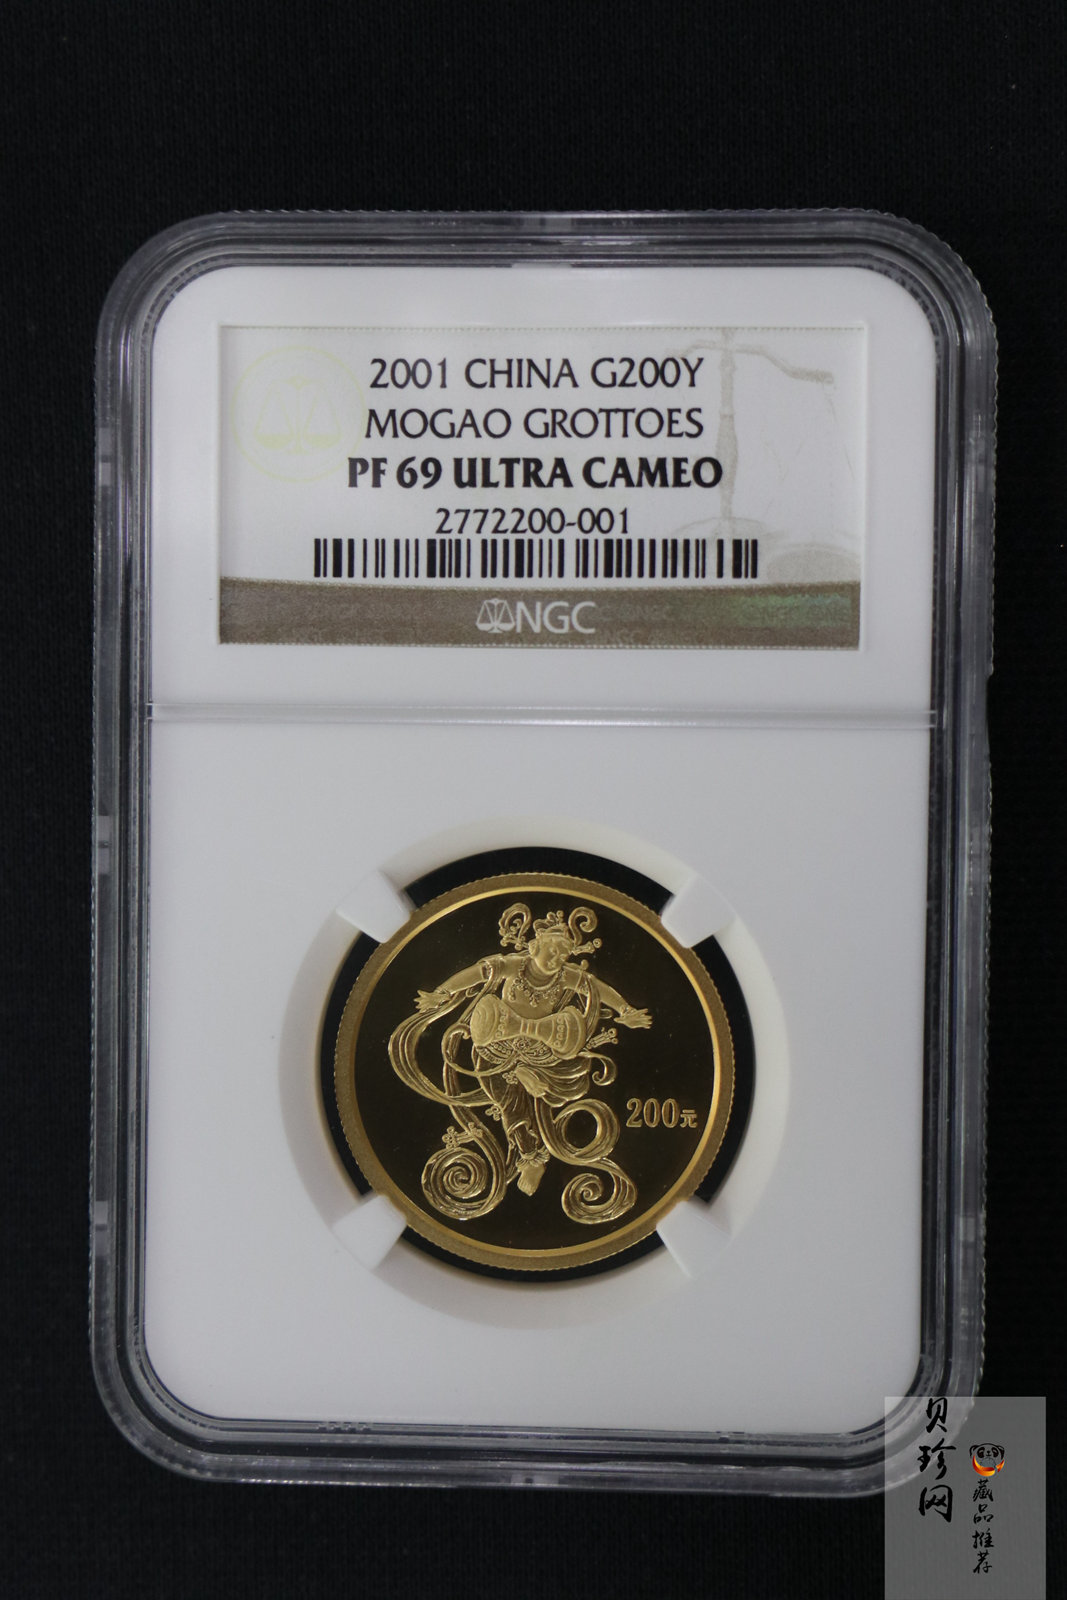 2001 CHINA G200Y
MOGAO GROTTOES
PF 69 ULTRA CAMEO
2772200-001
NGC
200元
贝珍网
藏品推荐